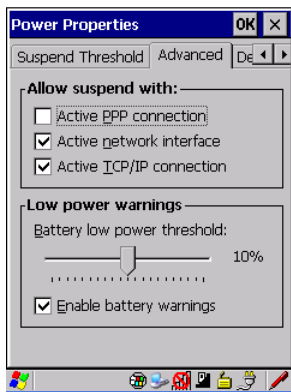 Power Properties OK
Suspend Threshold Advanced De
Allow suspend with:
Active PPP connection
Active network interface
Active TCP/IP connection
Low power warnings
Battery low power threshold:
10%
Enable battery warnings